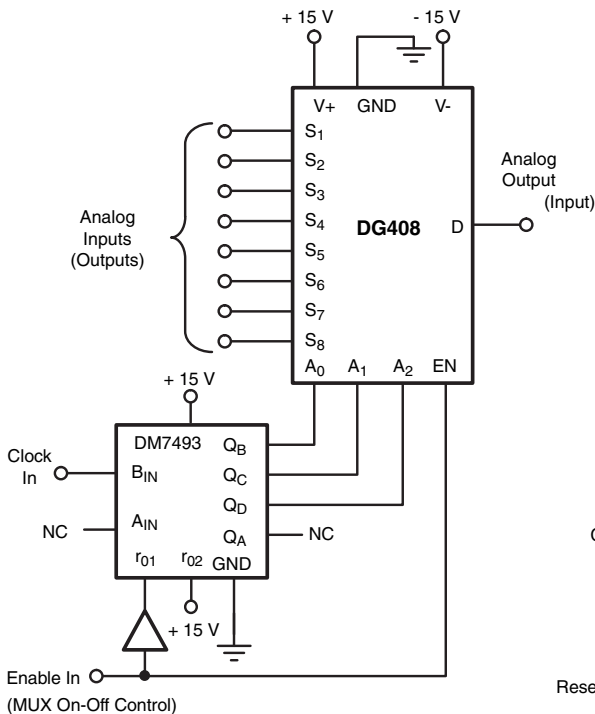 + 15 V
- 15 V
V+ GND V-
S1
S2
S3
S4
S5
S6
S7
S8
Analog
Inputs
(Outputs)
DG408
D
Analog
Output
(Input)
A0 A1 A2 EN
+ 15 V
DM7493
Clock
In
BIN
NC
AIN
QB
QC
QD
QA
NC
r01 r02 GND
+ 15 V
Enable In
(MUX On-Off Control)
C
Rese